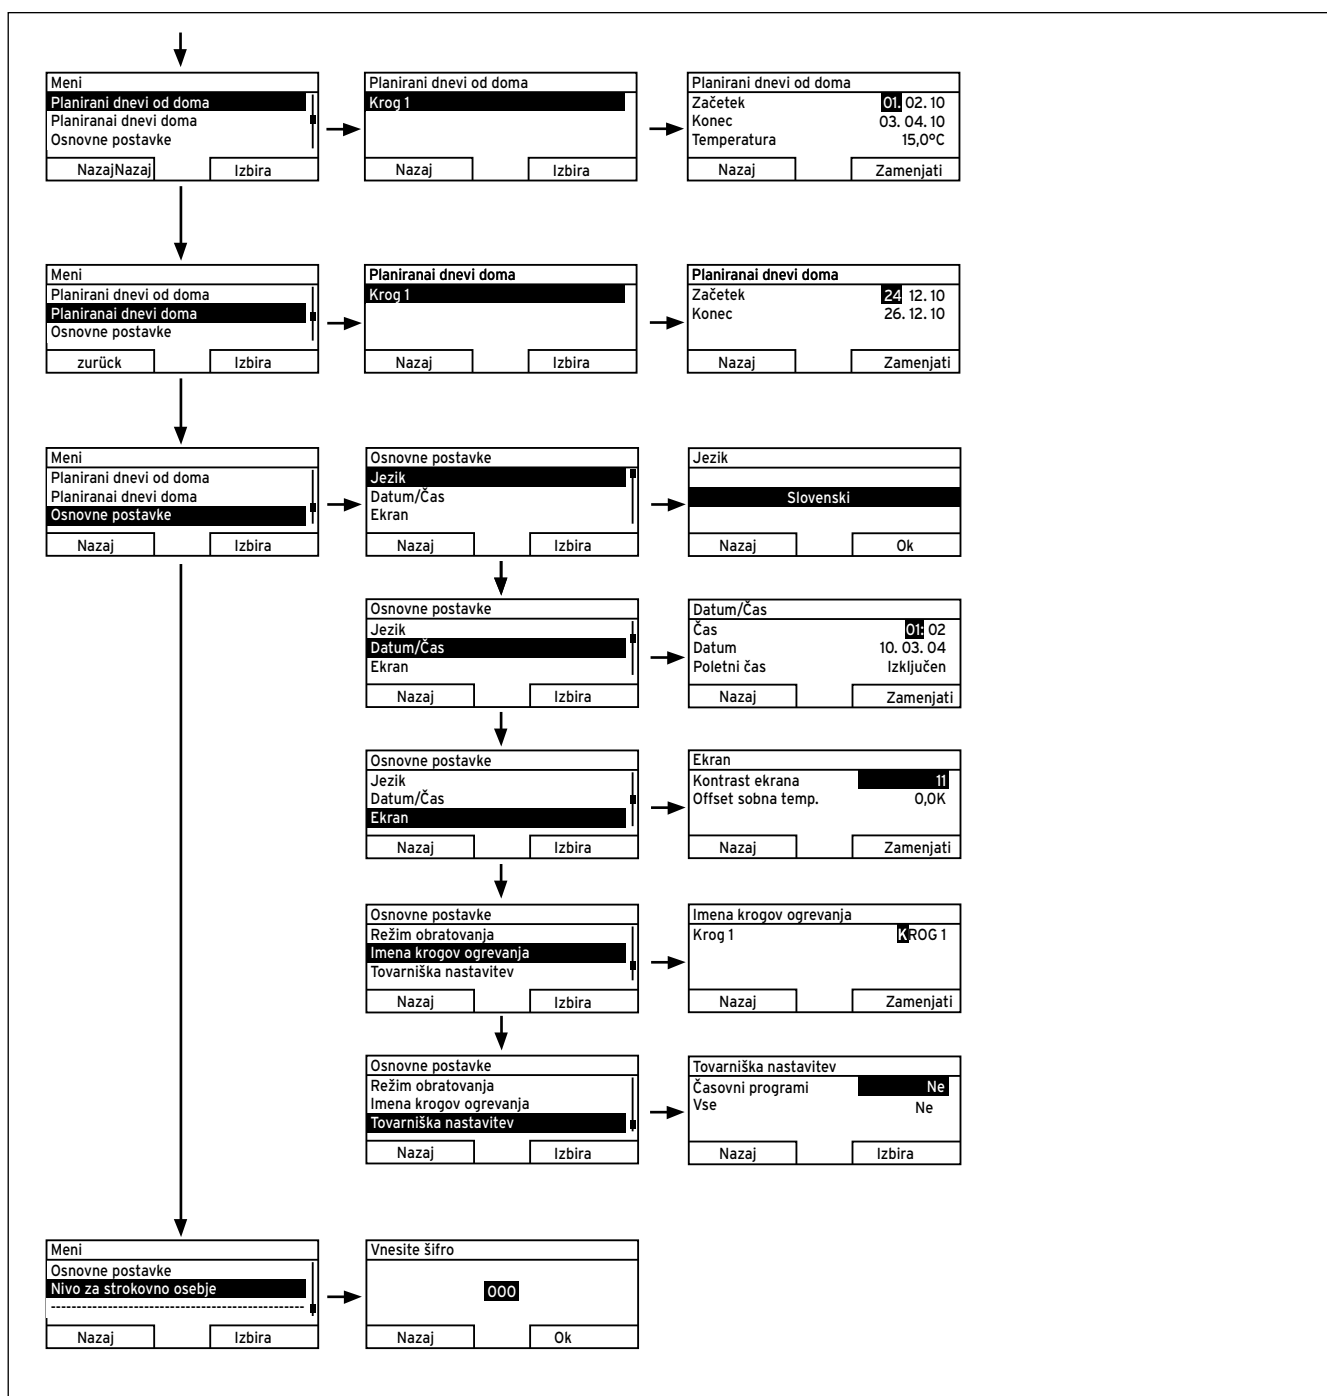 Meni
Planirani dnevi od doma
Planiranai dnevi doma
Osnovne postavke
NazajNazaj Izbira
Planirani dnevi od doma
Krog 1
Nazaj Izbira
Planirani dnevi od doma
Začetek 01. 02. 10
Konec 03. 04. 10
Temperatura 15,0°C
Nazaj Zamenjati
Meni
Planirani dnevi od doma
Planiranai dnevi doma
Osnovne postavke
zurück Izbira
Planiranai dnevi doma
Krog 1
Nazaj Izbira
Planiranai dnevi doma
Začetek 24 12. 10
Konec 26. 12. 10
Nazaj Zamenjati
Meni
Planirani dnevi od doma
Planiranai dnevi doma
Osnovne postavke
Nazaj Izbira
Osnovne postavke
Jezik
Datum/Čas
Ekran
Nazaj Izbira
Jezik
Slovenski
Nazaj Ok
Osnovne postavke
Jezik
Datum/Čas
Ekran
Nazaj Izbira
Datum/Čas
Čas 01: 02
Datum 10. 03. 04
Poletni čas Izključen
Nazaj Zamenjati
Osnovne postavke
Jezik
Datum/Čas
Ekran
Nazaj Izbira
Ekran
Kontrast ekrana 11
Offset sobna temp. 0,0K
Nazaj Zamenjati
Osnovne postavke
Režim obratovanja
Imena krogov ogrevanja
Tovarniška nastavitev
Nazaj Izbira
Imena krogov ogrevanja
Krog 1 KROG 1
Nazaj Zamenjati
Osnovne postavke
Režim obratovanja
Imena krogov ogrevanja
Tovarniška nastavitev
Nazaj Izbira
Tovarniška nastavitev
Časovni programi Ne
Vse Ne
Nazaj Izbira
Meni
Osnovne postavke
Nivo za strokovno osebje
------------------------------------------------
Nazaj Izbira
Vnesite šifro
000
Nazaj Ok